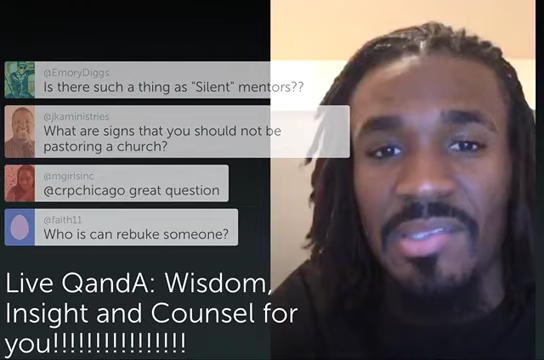 @EmoryDiggs
Is there such a thing as "Silent" mentors??
@jkaministries
What are signs that you should not be
pastoring a church?
@mgirlsinc
@crpchicago great question
@faith11
Who is can rebuke someone?
Live QandA: Wisdom,
Insight and Counsel for
you!!!!!!!!!!!!!!!!